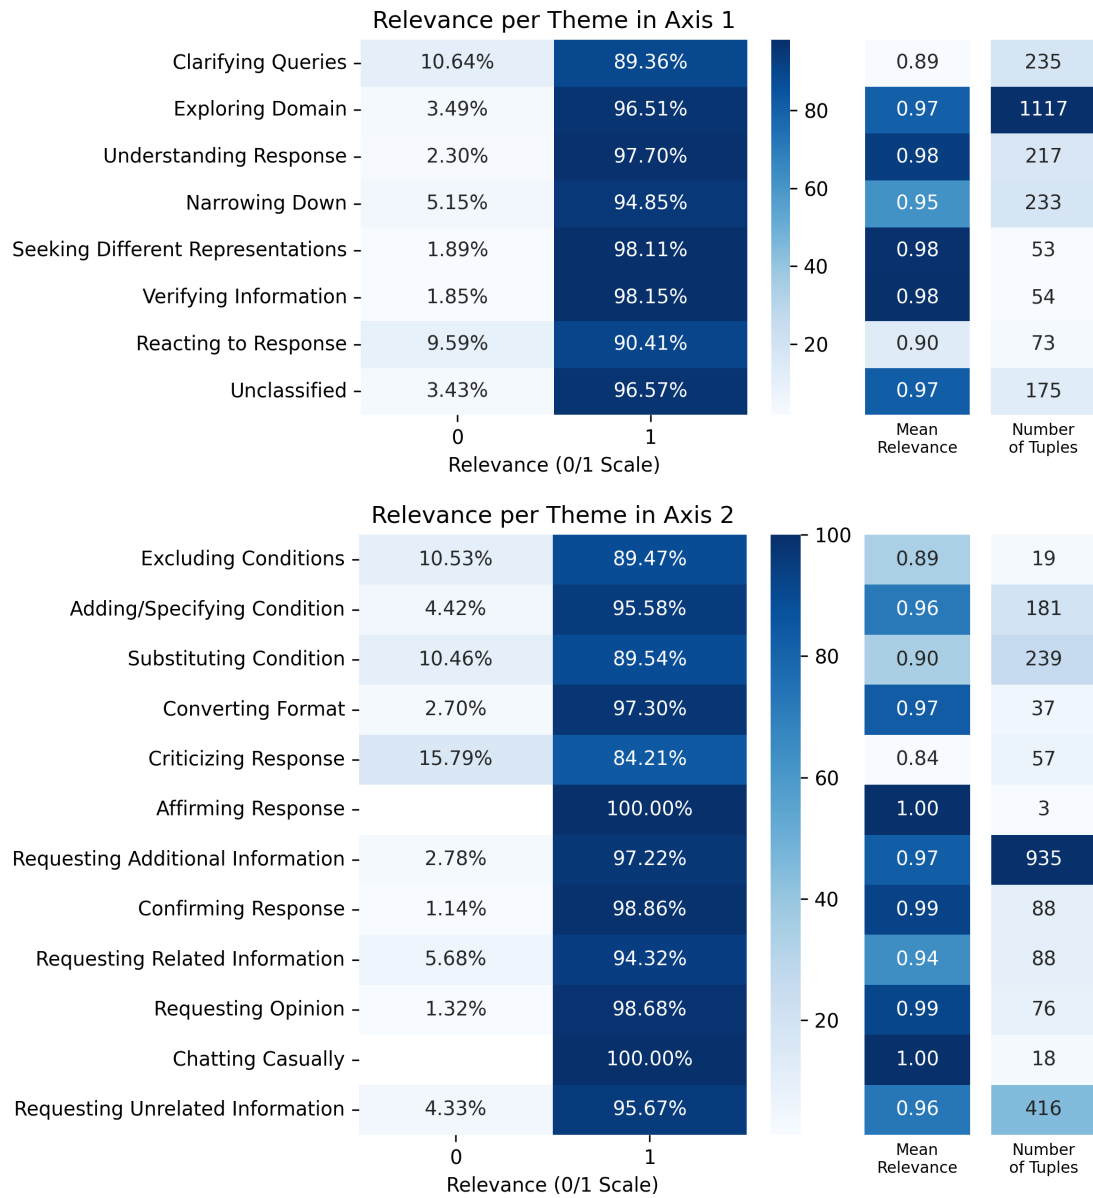 Relevance per Theme in Axis 1
Clarifying Queries 10.64% 89.36% 0.89 235
Exploring Domain 3.49% 96.51% 80 0.97 1117
Understanding Response 2.30% 97.70% 0.98 217
Narrowing Down 5.15% 94.85% 60 0.95 233
Seeking Different Representations 1.89% 98.11% 40 0.98 53
Verifying Information 1.85% 98.15% 0.98 54
Reacting to Response 9.59% 90.41% 20 0.90 73
Unclassified 3.43% 96.57% 0.97 175
0 1 Mean Number
Relevance of Tuples
Relevance (0/1 Scale)
Relevance per Theme in Axis 2
100
Excluding Conditions 10.53% 89.47% 0.89 19
Adding/Specifying Condition 4.42% 95.58% 0.96 181
Substituting Condition 10.46% 89.54% 80 0.90 239
Converting Format 2.70% 97.30% 0.97 37
Criticizing Response 15.79% 84.21% 60 0.84 57
Affirming Response 100.00% 1.00 3
Requesting Additional Information 2.78% 97.22% 0.97 935
Confirming Response 1.14% 98.86% 40 0.99 88
Requesting Related Information 5.68% 94.32% 0.94 88
Requesting Opinion 1.32% 98.68% 20 0.99 76
Chatting Casually 100.00% 1.00 18
Requesting Unrelated Information 4.33% 95.67% 0.96 416
0 1 Mean Number
Relevance of Tuples
Relevance (0/1 Scale)